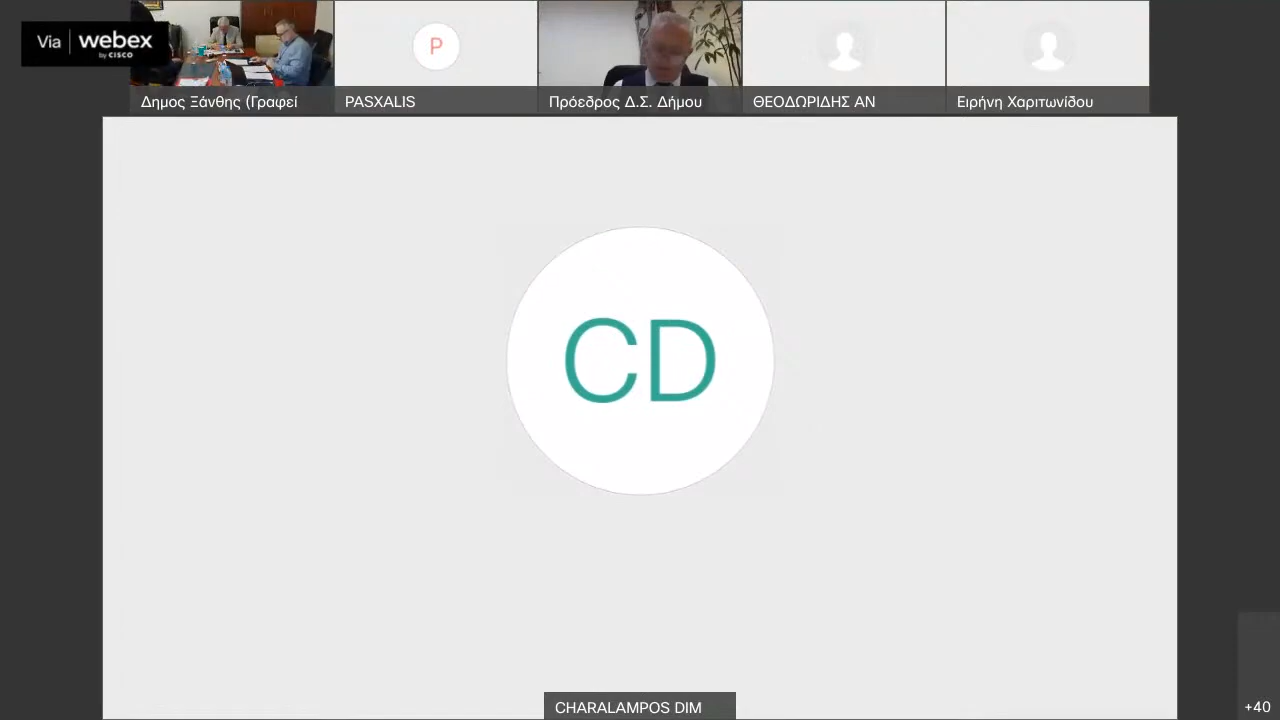 Via webex
by CISCO
Δημος Ξάνθης (Γραφεί
P
PASXALIS
Πρόεδρος Δ.Σ. Δήμου
ΘΕΟΔΩΡΙΔΗΣ ΑΝ
Ειρήνη Χαριτωνίδου
CD
CHARALAMPOS DIM
+40